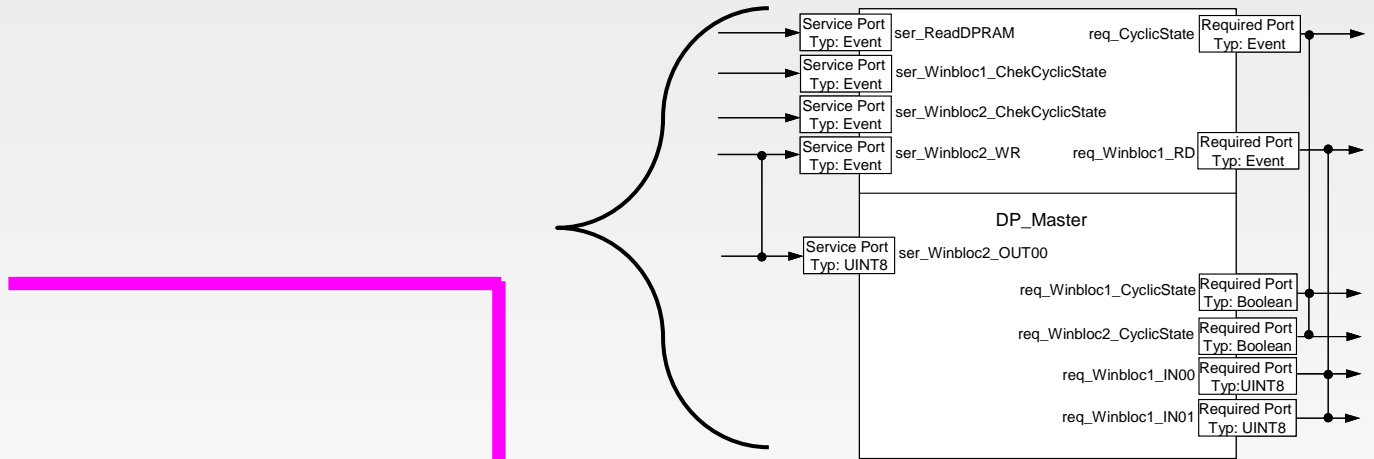 Service Port
Typ: Event
ser_ReadDPRAM
req_CyclicState
Required Port
Typ: Event
Service Port
Typ: Event
ser_Winbloc1_ChekCyclicState
Service Port
Typ: Event
ser_Winbloc2_ChekCyclicState
Service Port
Typ: Event
ser_Winbloc2_WR
req_Winbloc1_RD
Required Port
Typ: Event
DP_Master
Service Port
Typ: UINT8
ser_Winbloc2_OUT00
req_Winbloc1_CyclicState
Required Port
Typ: Boolean
req_Winbloc2_CyclicState
Required Port
Typ: Boolean
req_Winbloc1_IN00
Required Port
Typ:UINT8
req_Winbloc1_IN01
Required Port
Typ: UINT8